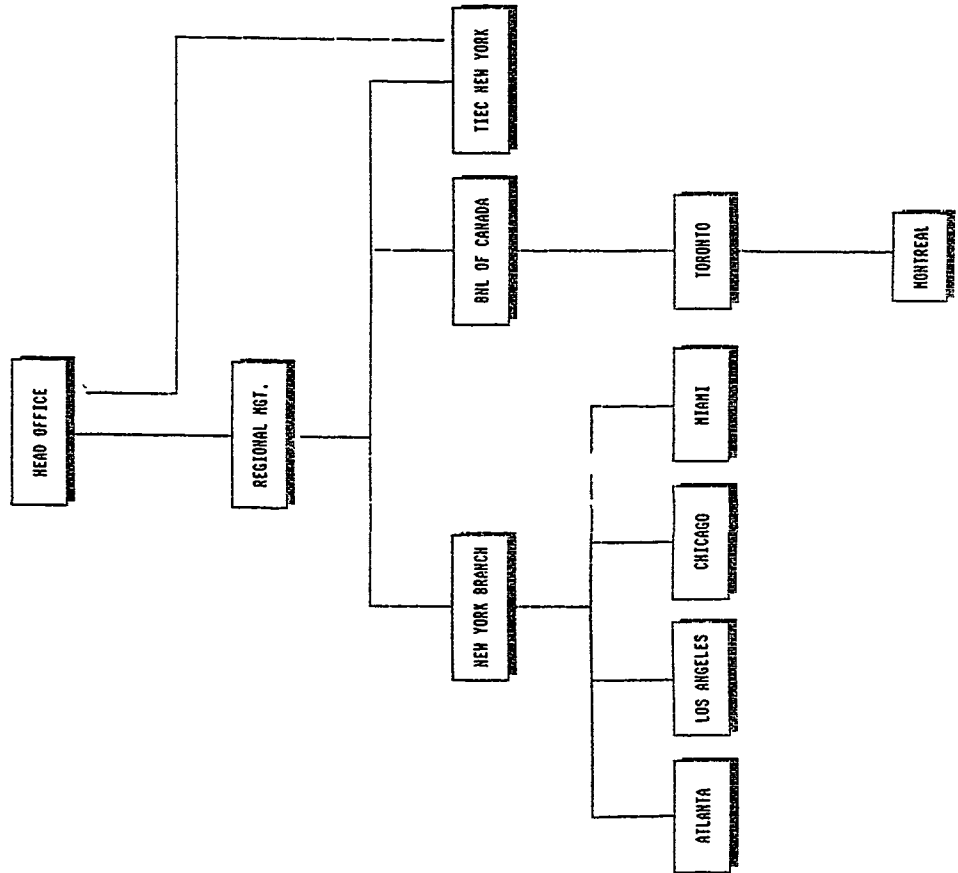 HEAD OFFICE
REGIONAL MGT.
NEW YORK BRANCH
BNL OF CANADA
TIEC NEW YORK
ATLANTA
LOS ANGELES
CHICAGO
MIAMI
TORONTO
MONTREAL